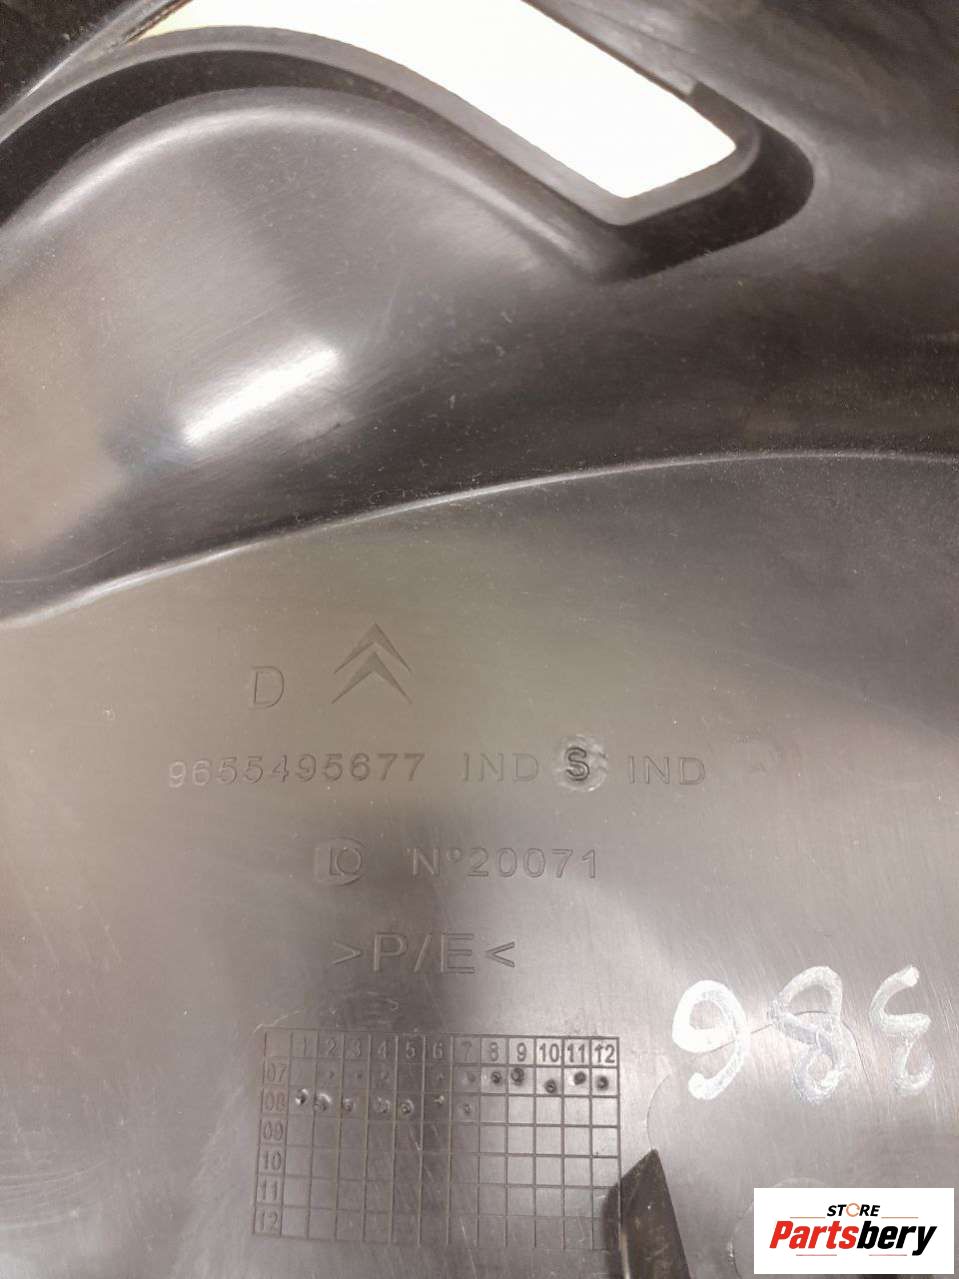 D
9655495677 IND S IND
N°20071
>P/E<
986
1 2 3 4 5 6 7 8 9 10 11 12
07
08
09
10
11
12
STORE
Partsbery